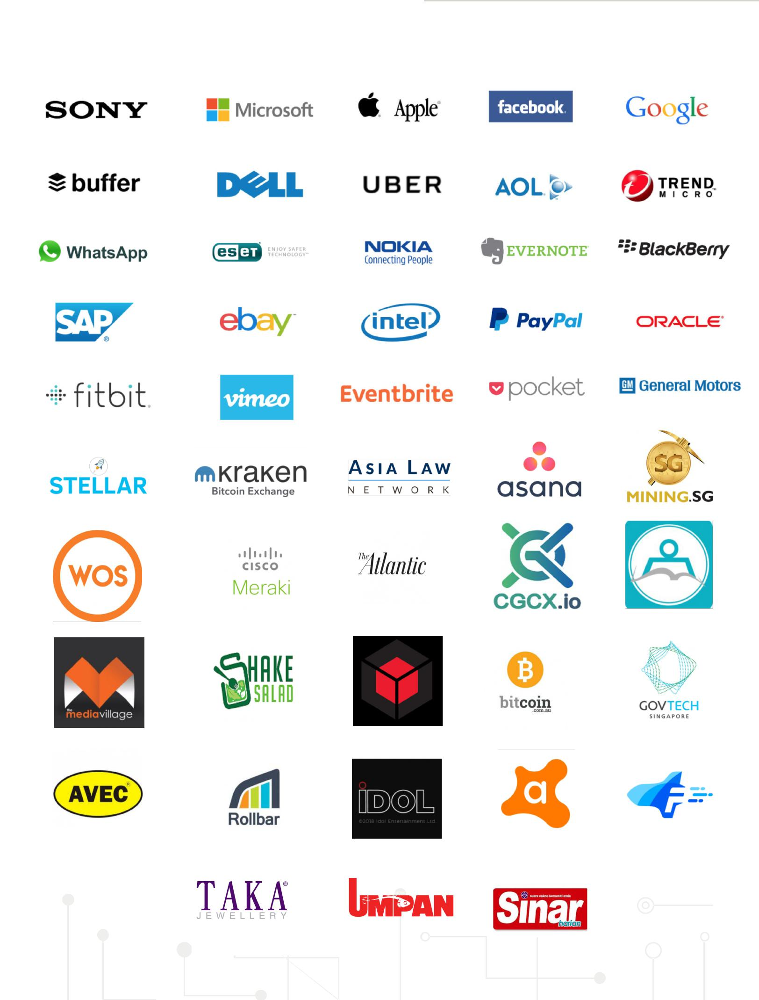 SONY
Microsoft
Apple®
facebook
Google
buffer
DELL
UBER
AOL
TREND
MICRO™
WhatsApp
eseT
ENJOY SAFER
TECHNOLOGY™
NOKIA
Connecting People
EVERNOTE®
BlackBerry
SAP®
ebay™
intel®
PayPal
ORACLE®
fitbit®
vimeo
Eventbrite
pocket
GM General Motors
STELLAR
kraken
Bitcoin Exchange
ASIA LAW
NETWORK
asana
SG
MINING.SG
WOS
cisco
Meraki
The Atlantic
CGCX.io
the
mediavillage
SHAKE
SALAD
bitcoin
.com.au
GOVTECH
SINGAPORE
AVEC®
Rollbar
iDOL
©2018 Idol Entertainment Ltd.
a
F
TAKA®
JEWELLERY
UMPAN
suara cakna komuniti anda
Sinar
harian